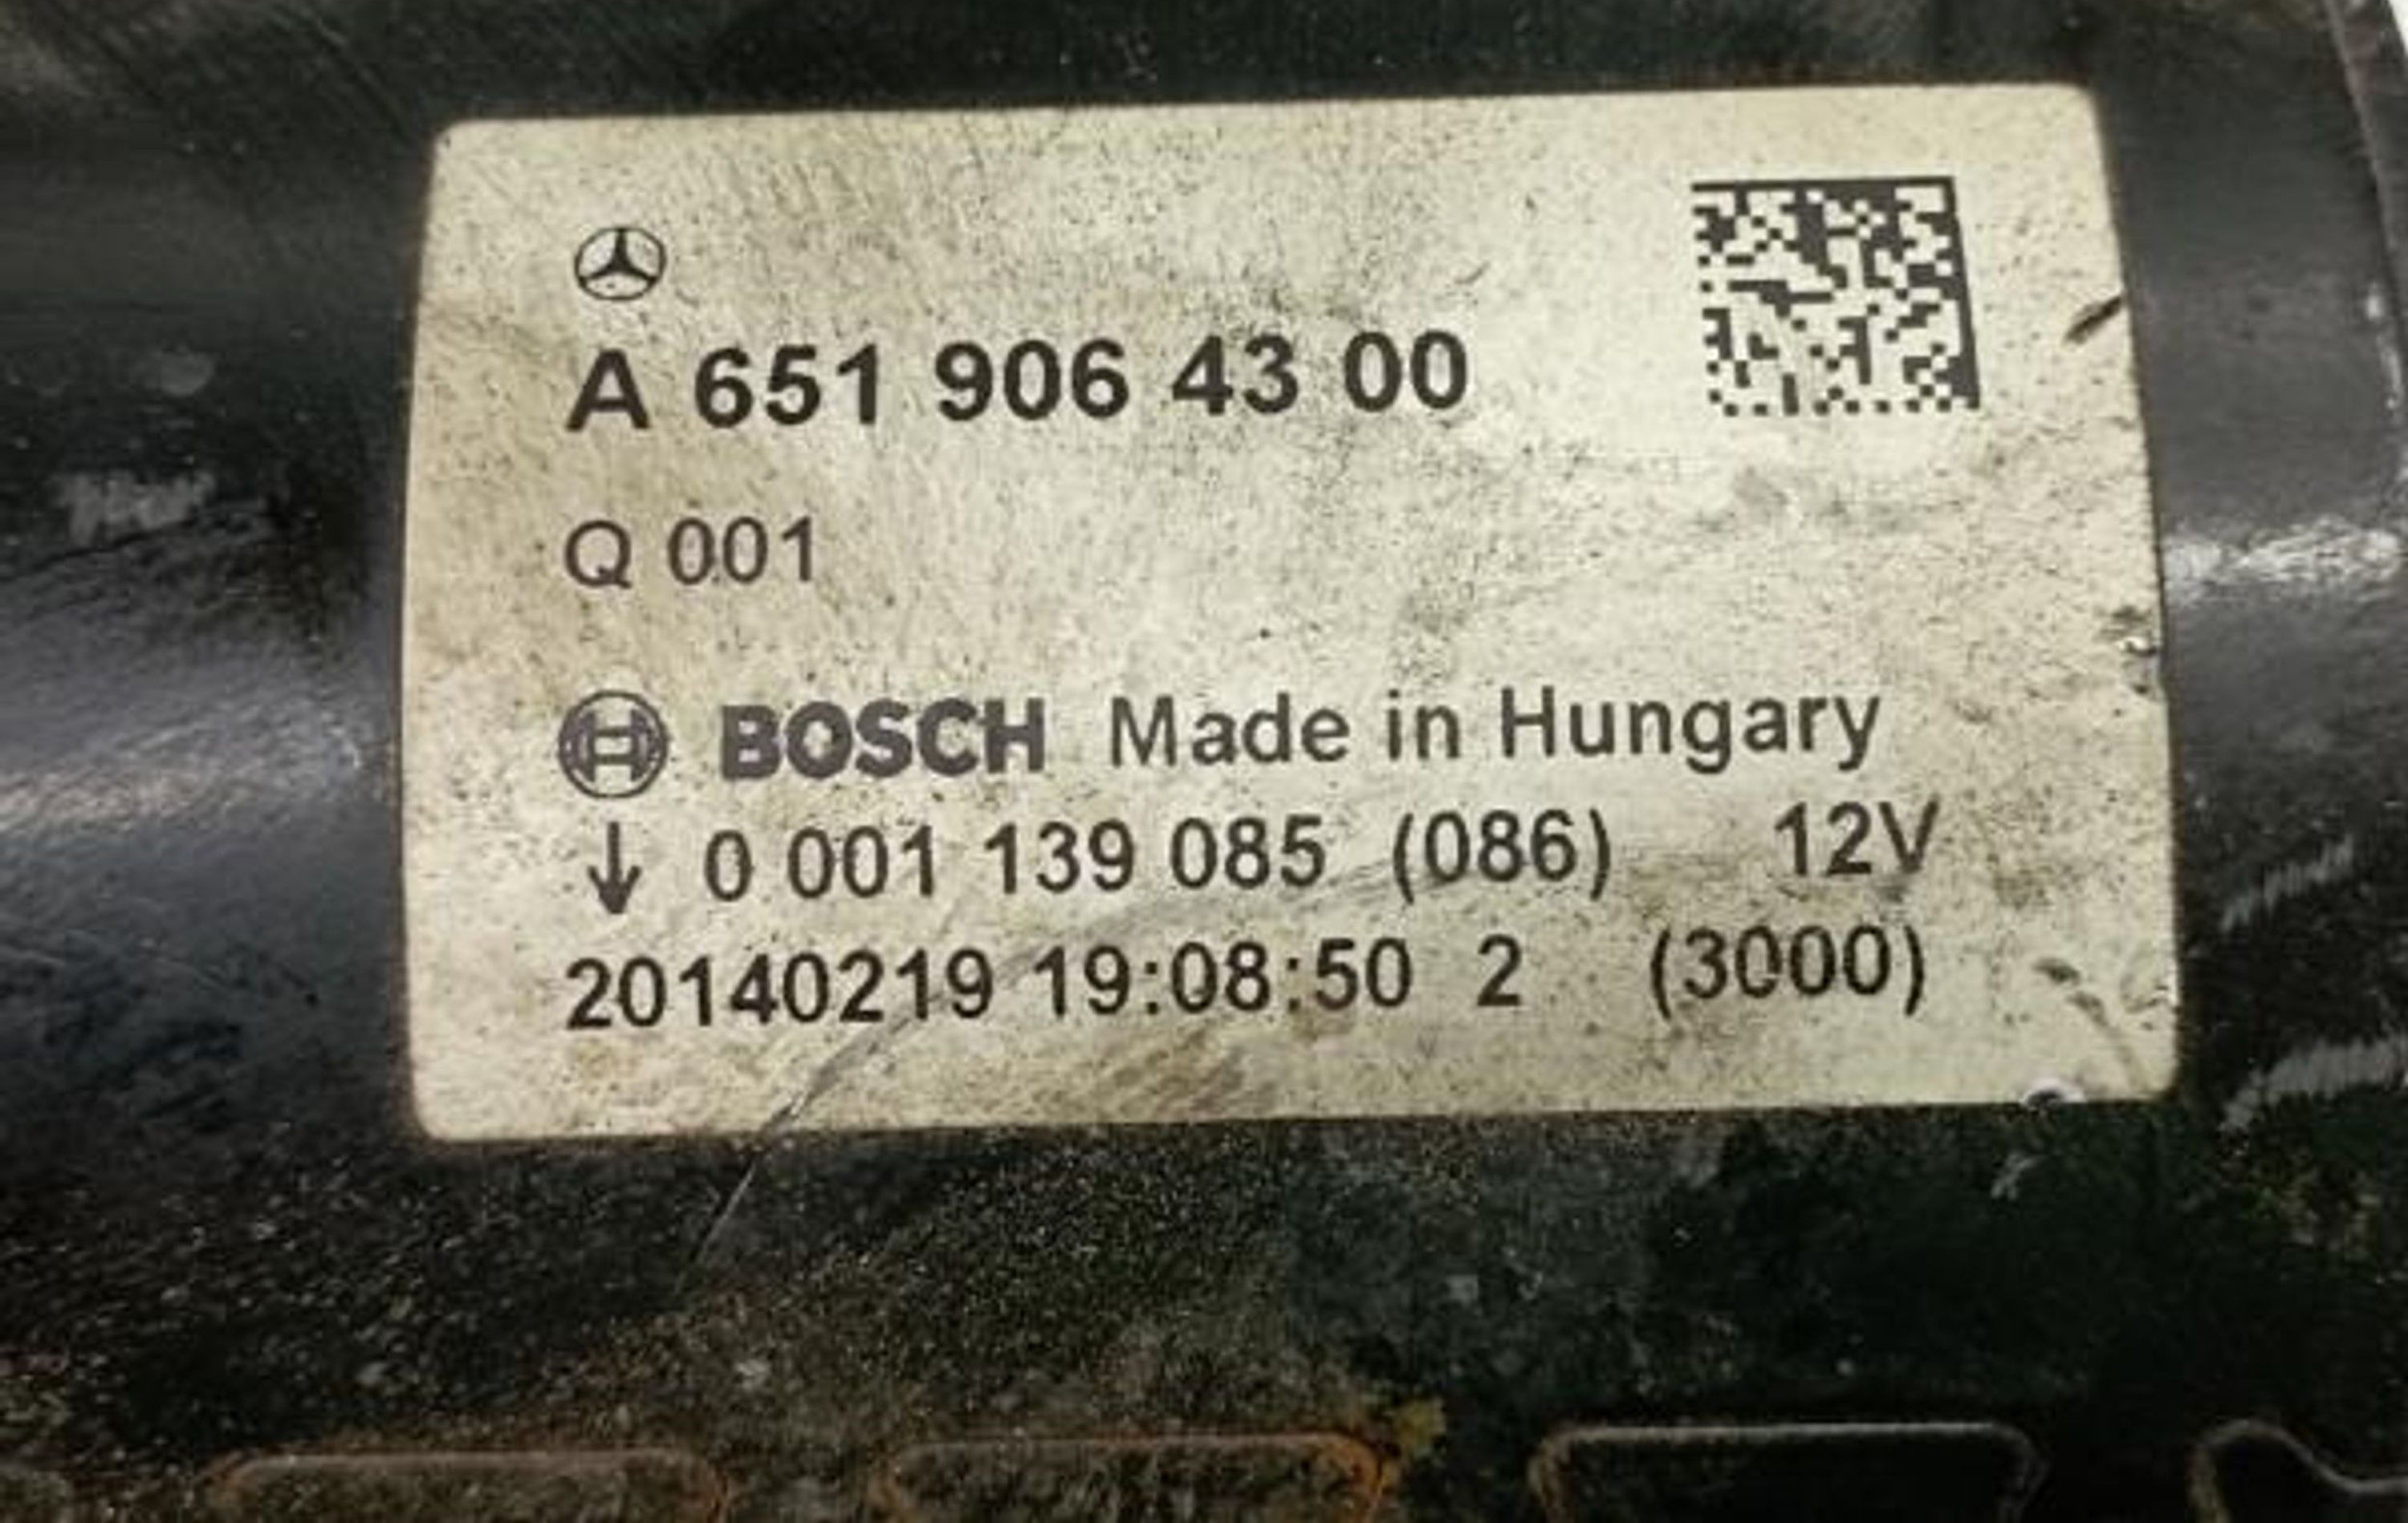 A 651 906 43 00
Q 001
BOSCH Made in Hungary
↓ 0 001 139 085 (086) 12V
20140219 19:08:50 2 (3000)